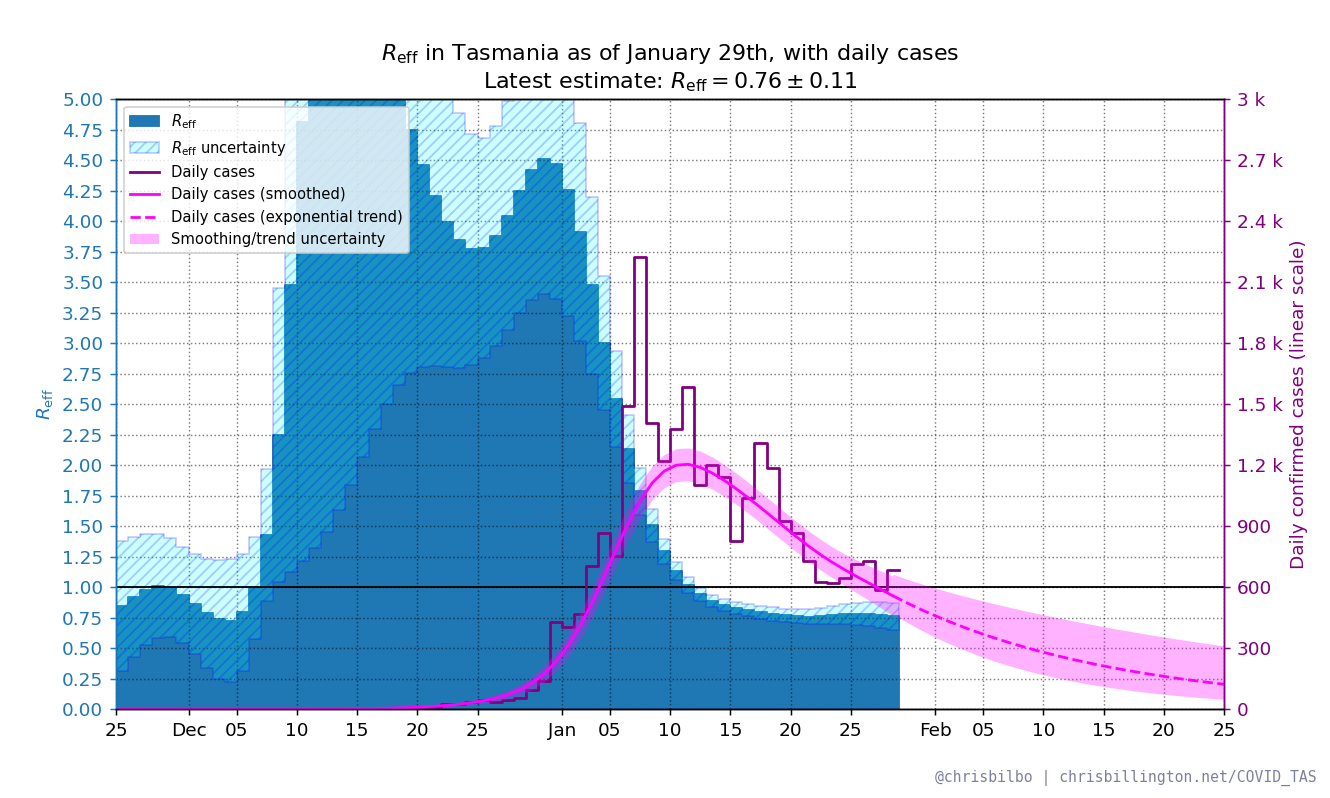 Reff in Tasmania as of January 29th, with daily cases
Latest estimate: Reff = 0.76 ± 0.11
Reff
Reff uncertainty
Daily cases
Daily cases (smoothed)
Daily cases (exponential trend)
Smoothing/trend uncertainty
5.00
4.75
4.50
4.25
4.00
3.75
3.50
3.25
3.00
2.75
2.50
2.25
2.00
1.75
1.50
1.25
1.00
0.75
0.50
0.25
0.00
Reff
3 k
2.7 k
2.4 k
2.1 k
1.8 k
1.5 k
1.2 k
900
600
300
0
Daily confirmed cases (linear scale)
25 Dec 05 10 15 20 25 Jan 05 10 15 20 25 Feb 05 10 15 20 25
@chrisbilbo | chrisbillington.net/COVID_TAS